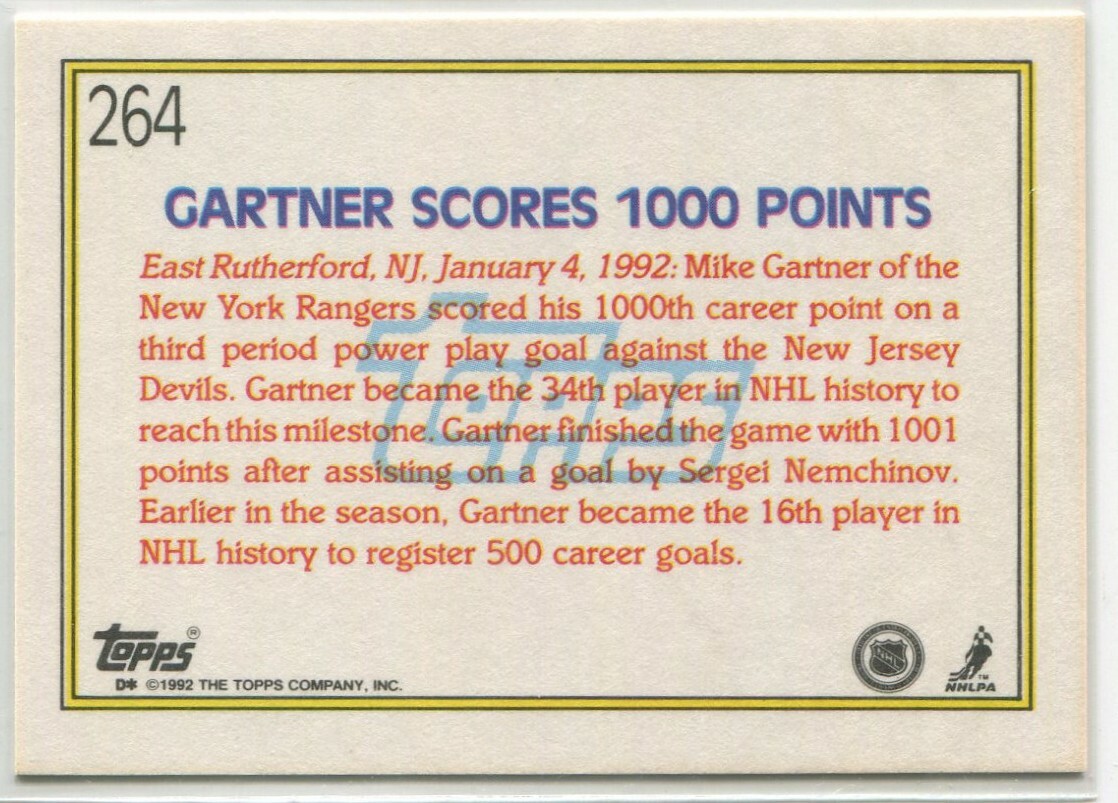 264
GARTNER SCORES 1000 POINTS
East Rutherford, NJ, January 4, 1992: Mike Gartner of the
New York Rangers scored his 1000th career point on a
third period power play goal against the New Jersey
Devils. Gartner became the 34th player in NHL history to
reach this milestone. Gartner finished the game with 1001
points after assisting on a goal by Sergei Nemchinov.
Earlier in the season, Gartner became the 16th player in
NHL history to register 500 career goals.
Topps
Topps®
D* ©1992 THE TOPPS COMPANY, INC.
NHL
TM
NHLPA